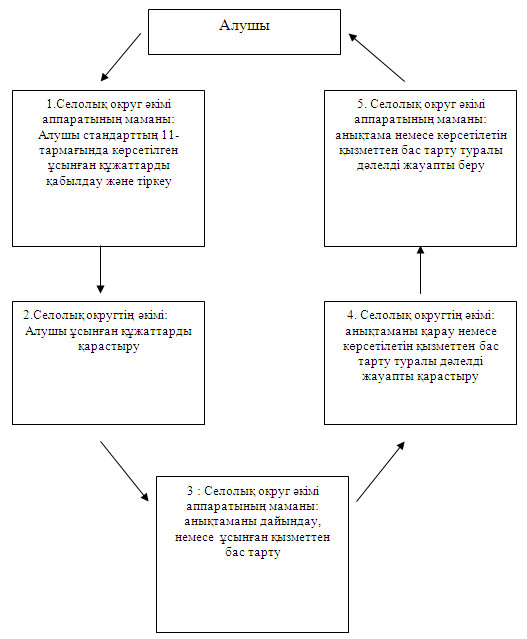 Алушы
1.Селолық округ әкімі
аппаратының маманы:
Алушы стандарттың 11-
тармағында көрсетілген
ұсынған құжаттарды
қабылдау және тіркеу
2.Селолық округтің әкімі:
Алушы ұсынған құжаттарды
қарастыру
3 : Селолық округ әкімі
аппаратының маманы:
анықтаманы дайындау,
немесе ұсынған қызметтен
бас тарту
4. Селолық округтің әкімі:
анықтаманы қарау немесе
көрсетілетін қызметтен бас
тарту туралы дәлелді
жауапты қарастыру
5. Селолық округ әкімі
аппаратының маманы:
анықтама немесе көрсетілетін
қызметтен бас тарту туралы
дәлелді жауапты беру